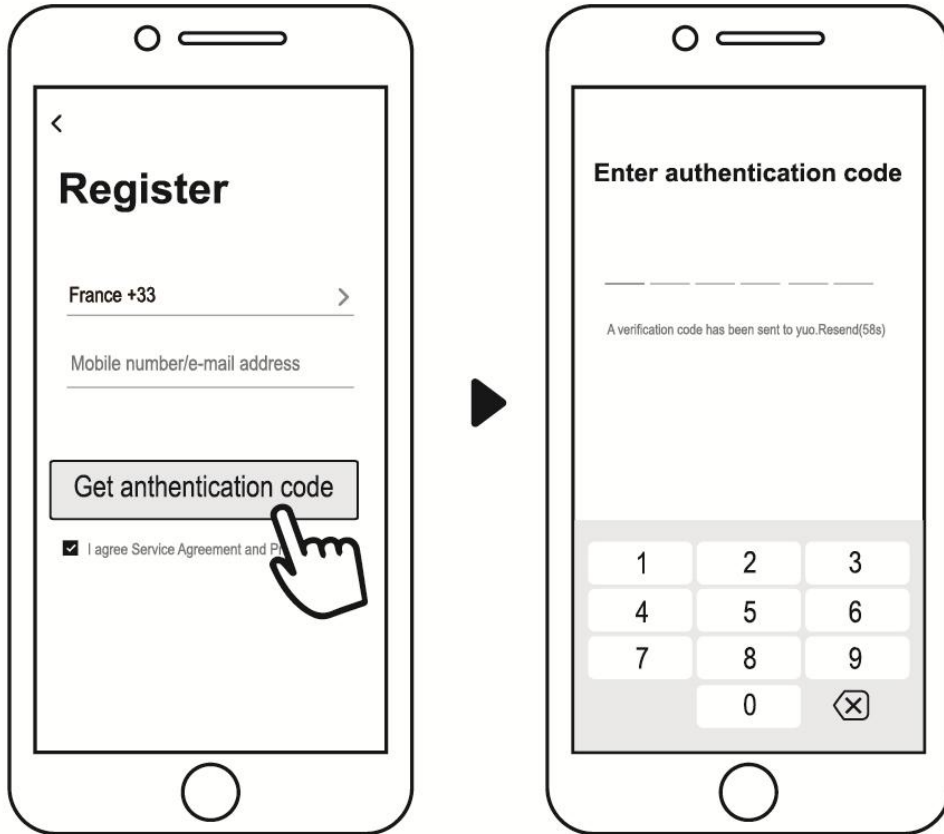 Register
France +33
Mobile number/e-mail address
Get anthentication code
I agree Service Agreement and
Enter authentication code
A verification code has been sent to yuo.Resend(58s)
1 2 3
4 5 6
7 8 9
0